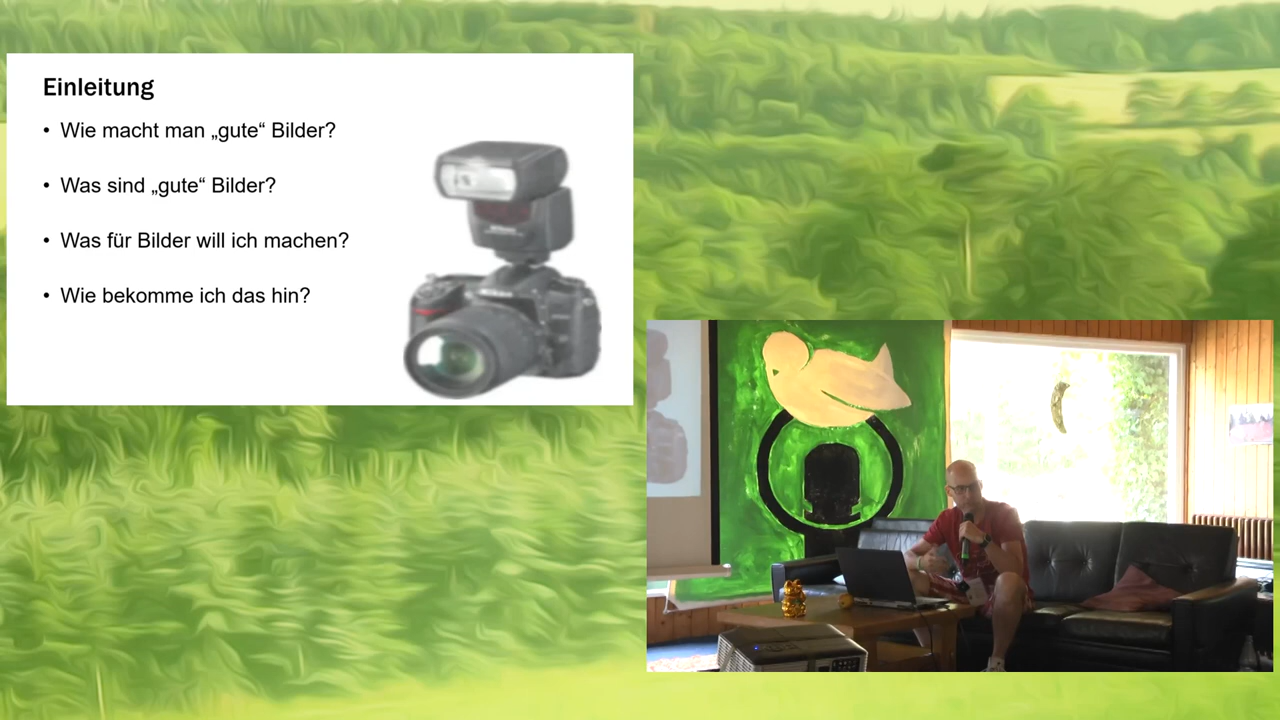 Einleitung
• Wie macht man „gute“ Bilder?
• Was sind „gute“ Bilder?
• Was für Bilder will ich machen?
• Wie bekomme ich das hin?